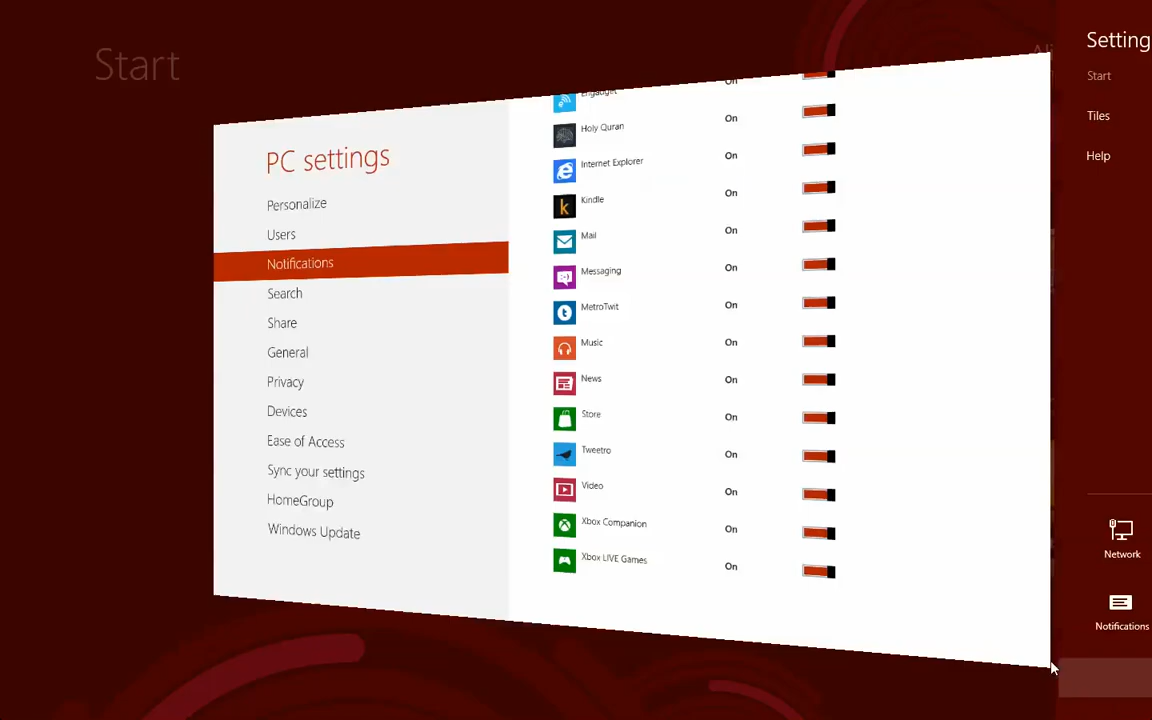 Start
Setting
Start
Tiles
Help
PC settings
Personalize
Users
Notifications
Search
Share
General
Privacy
Devices
Ease of Access
Sync your settings
HomeGroup
Windows Update
On
Engadget
On
Holy Quran
On
Internet Explorer
On
Kindle
On
Mail
On
Messaging
On
MetroTwit
On
Music
On
News
On
Store
On
Tweetro
On
Video
On
Xbox Companion
On
Xbox LIVE Games
On
Network
Notifications